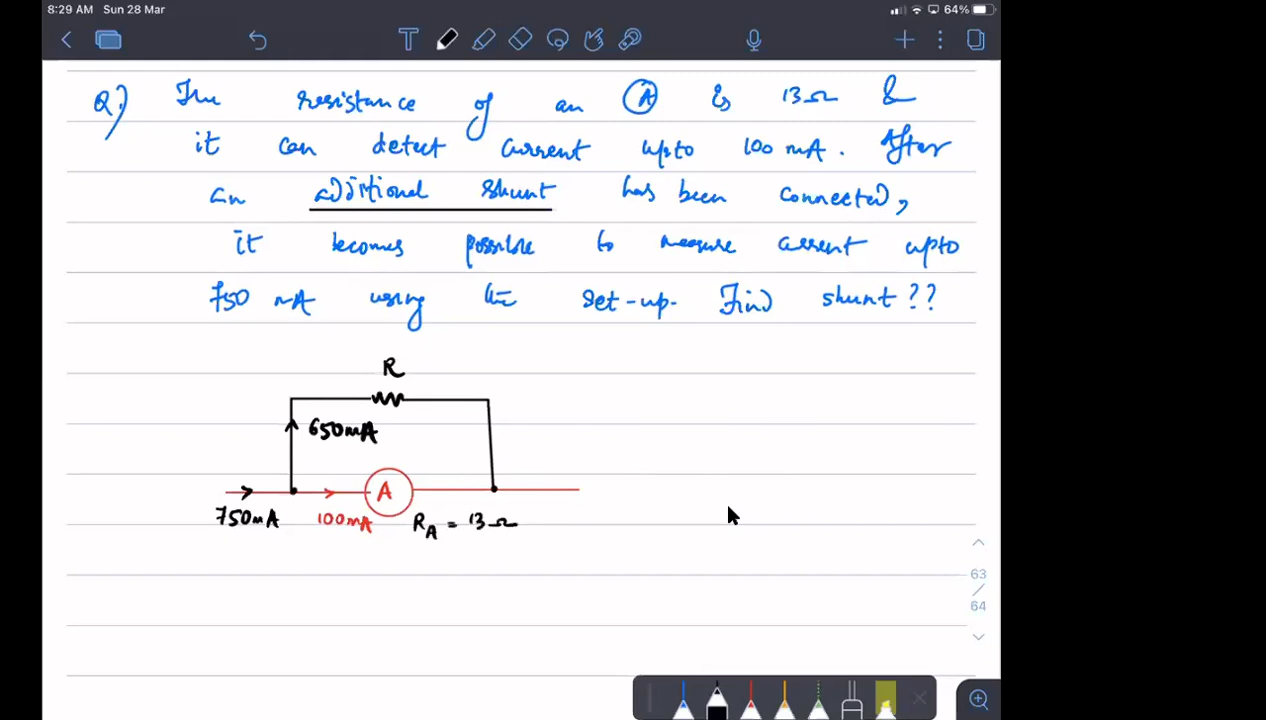 8:29 AM Sun 28 Mar 64%
T
Q.) The resistance of an A is 13Ω &
it can detect current upto 100 mA. After
an additional shunt has been connected,
it becomes possible to measure current upto
750 mA using the set-up. Find shunt??
R
650mA
A
750mA 100mA R_A = 13Ω
63
64